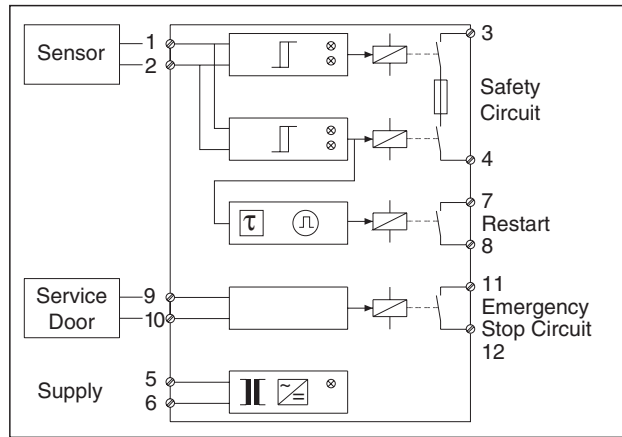 Sensor
1
2
3
Safety
Circuit
4
τ
7
Restart
8
Service
Door
9
10
11
Emergency
Stop Circuit
12
Supply
5
6